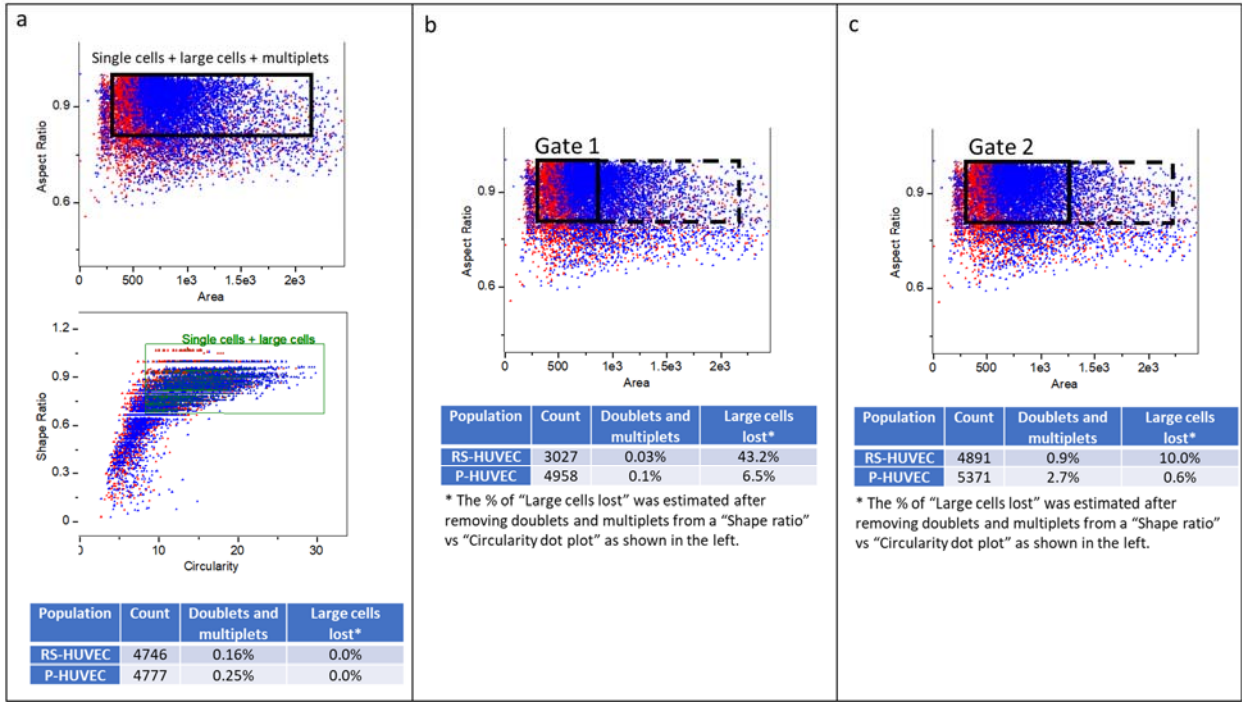 a
Single cells + large cells + multiplets
0.9
0.6
Aspect Ratio
0 500 1e3 1.5e3 2e3
Area
1.2
0.9
0.6
0.3
0
Shape Ratio
Single cells + large cells
0 10 20 30
Circularity
Population Count Doublets and multiplets Large cells lost*
RS-HUVEC 4746 0.16% 0.0%
P-HUVEC 4777 0.25% 0.0%
b
Gate 1
0.9
0.6
Aspect Ratio
0 500 1e3 1.5e3 2e3
Area
Population Count Doublets and multiplets Large cells lost*
RS-HUVEC 3027 0.03% 43.2%
P-HUVEC 4958 0.1% 6.5%
* The % of “Large cells lost” was estimated after
removing doublets and multiplets from a “Shape ratio”
vs “Circularity dot plot” as shown in the left.
c
Gate 2
0.9
0.6
Aspect Ratio
0 500 1e3 1.5e3 2e3
Area
Population Count Doublets and multiplets Large cells lost*
RS-HUVEC 4891 0.9% 10.0%
P-HUVEC 5371 2.7% 0.6%
* The % of “Large cells lost” was estimated after
removing doublets and multiplets from a “Shape ratio”
vs “Circularity dot plot” as shown in the left.